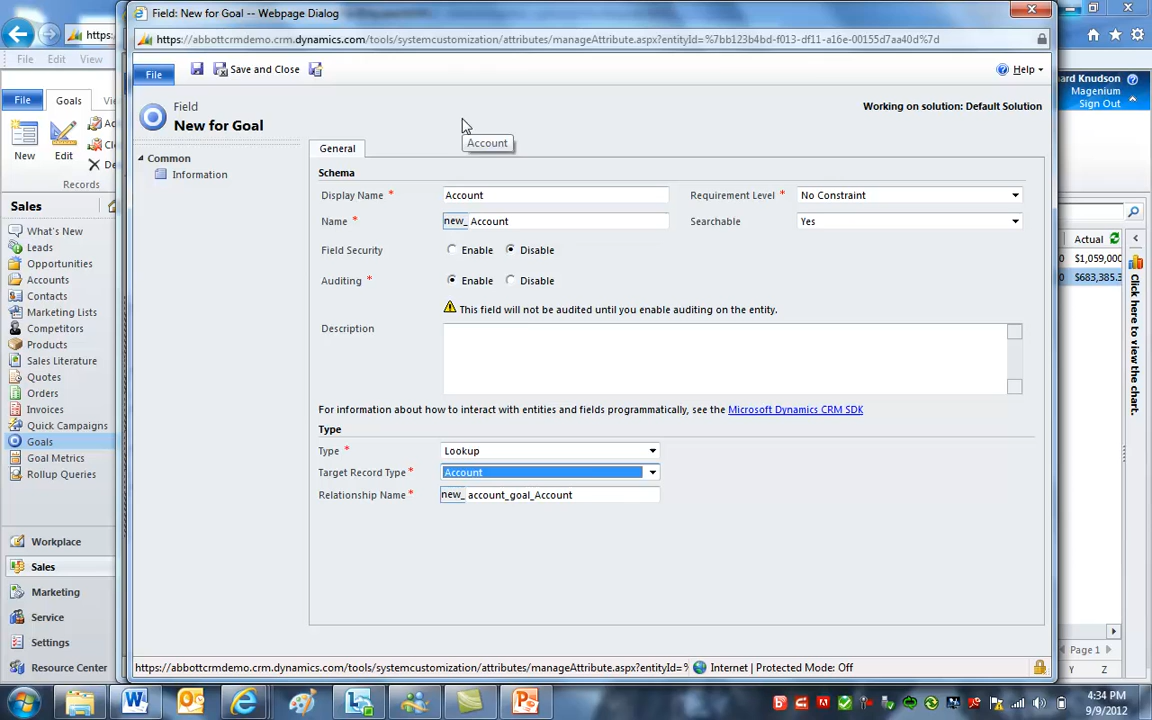 Field: New for Goal -- Webpage Dialog
https://abbottcrmdemo.crm.dynamics.com/tools/systemcustomization/attributes/manageAttribute.aspx?entityId=%7bb123b4bd-f013-df11-a16e-00155d7aa40d%7d
https:
File Edit View
File
Save and Close
Help
Field
New for Goal
Working on solution: Default Solution
Account
Common
Information
General
Schema
Display Name *
Account
Requirement Level *
No Constraint
Name *
new_ Account
Searchable
Yes
Field Security
Enable
Disable
Auditing *
Enable
Disable
This field will not be audited until you enable auditing on the entity.
Description
For information about how to interact with entities and fields programmatically, see the Microsoft Dynamics CRM SDK
Type
Type *
Lookup
Target Record Type *
Account
Relationship Name *
new_ account_goal_Account
https://abbottcrmdemo.crm.dynamics.com/tools/systemcustomization/attributes/manageAttribute.aspx?entityId=%
Internet | Protected Mode: Off
File
Goals
New
Edit
Records
Sales
What's New
Leads
Opportunities
Accounts
Contacts
Marketing Lists
Competitors
Products
Sales Literature
Quotes
Orders
Invoices
Quick Campaigns
Goals
Goal Metrics
Rollup Queries
Workplace
Sales
Marketing
Service
Settings
Resource Center
ard Knudson
Magenium
Sign Out
Actual
0 $1,059,000
$683,385.3
Click here to view the chart.
Page 1
Y Z
4:34 PM
9/9/2012